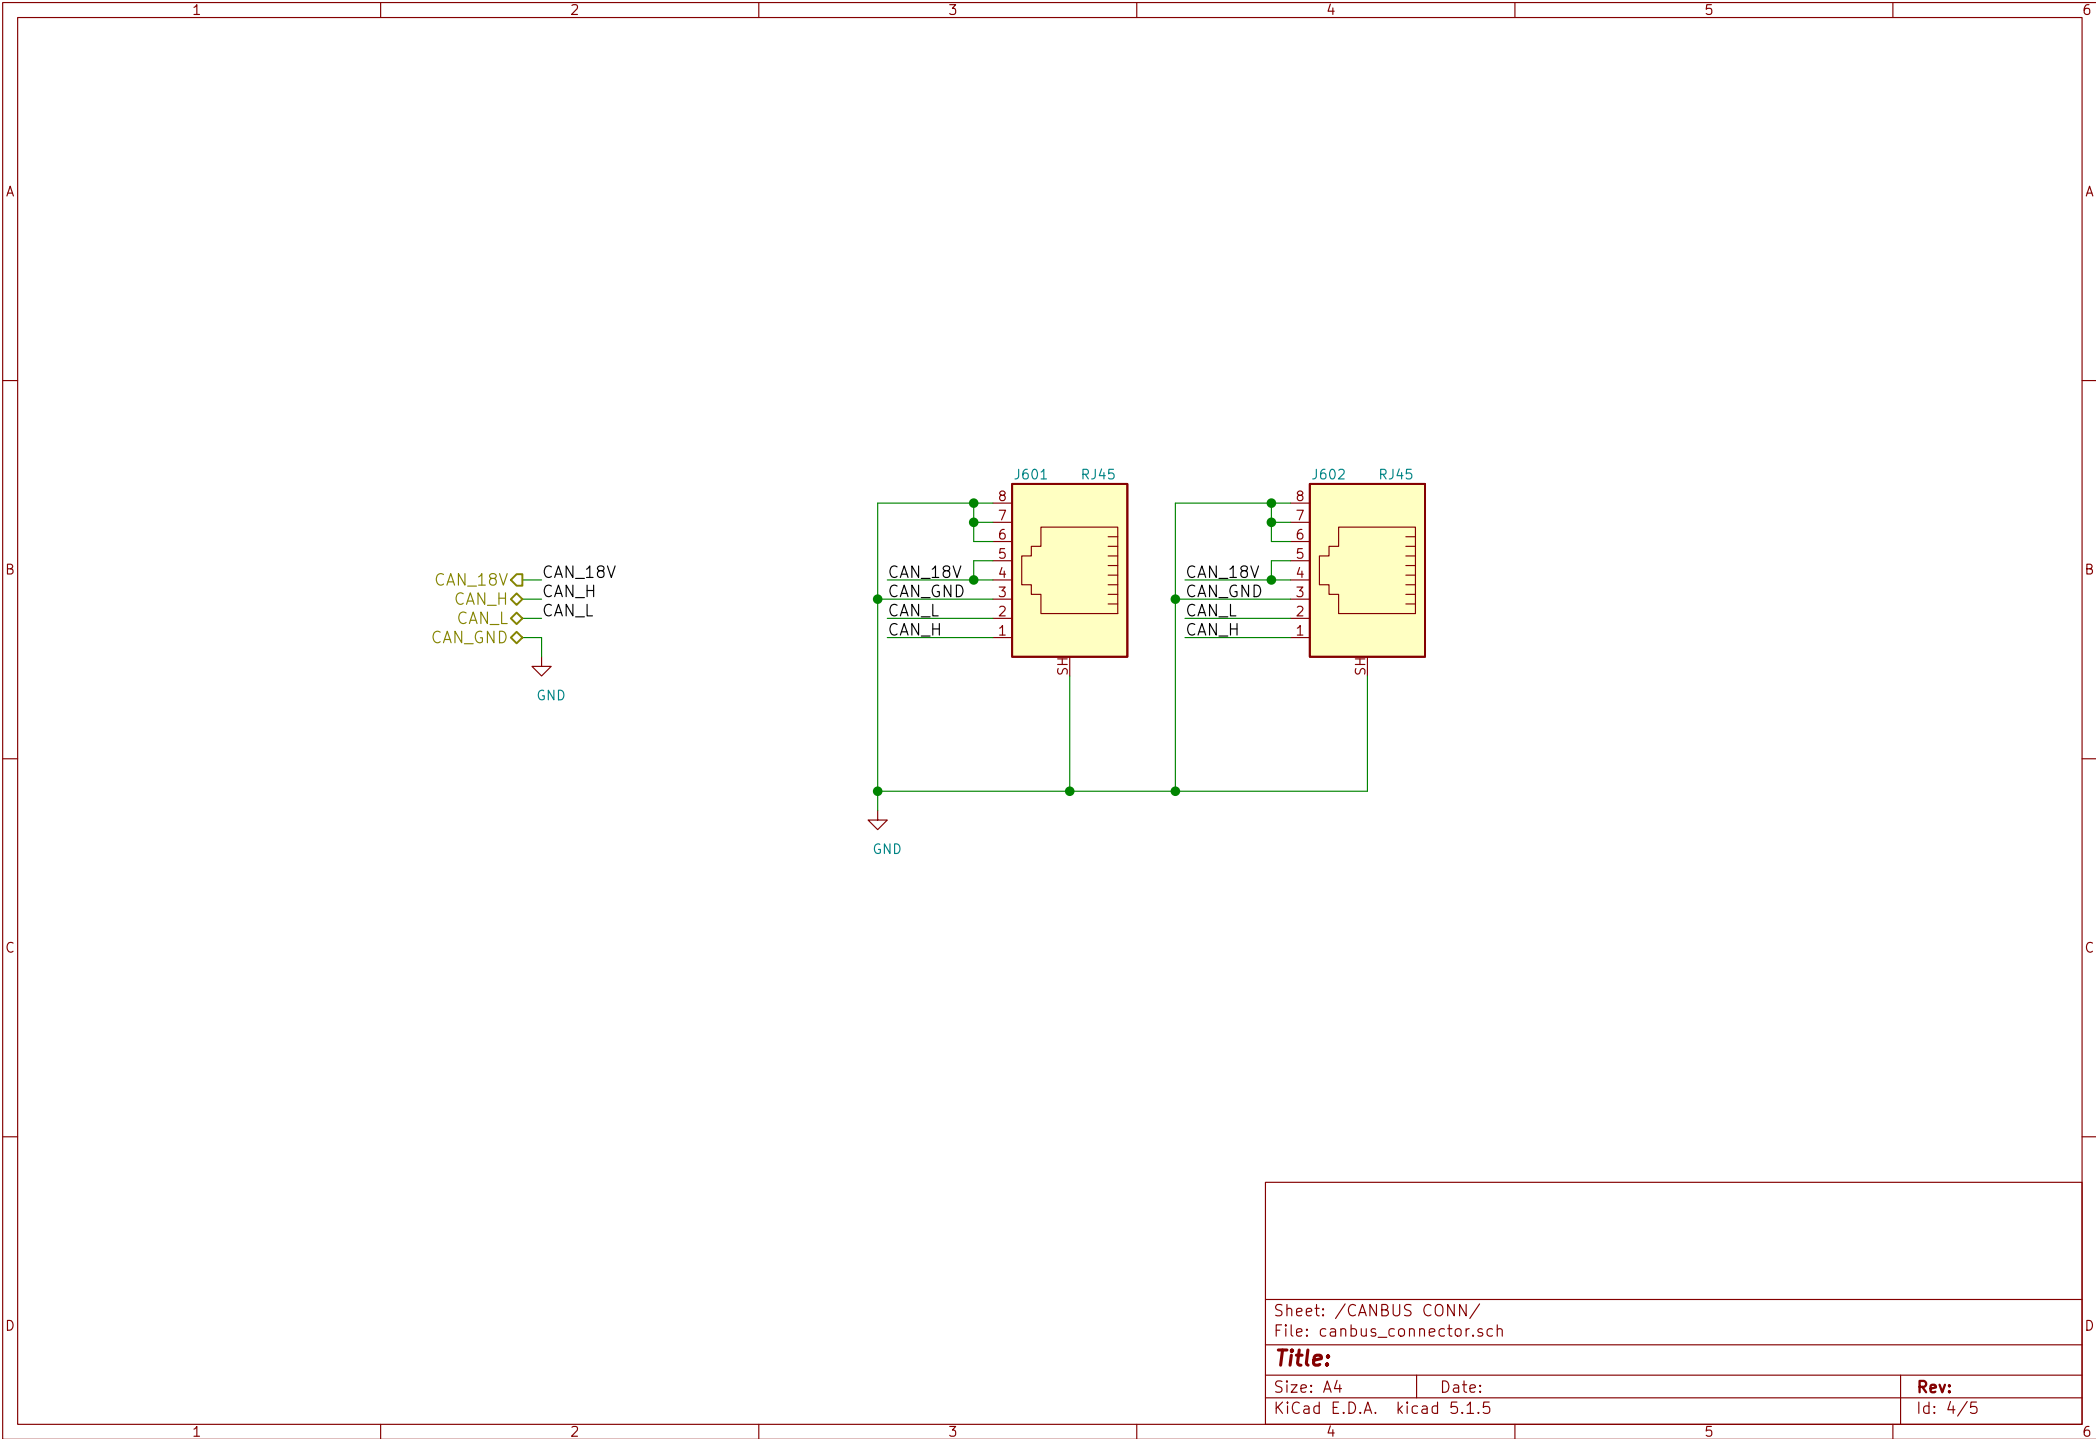 1 2 3 4 5 6
A A
J601 RJ45 J602 RJ45
8 8
7 7
6 6
5 5
B B
CAN_18V CAN_18V CAN_18V 4 CAN_18V 4
CAN_H CAN_H CAN_GND 3 CAN_GND 3
CAN_L CAN_L CAN_L 2 CAN_L 2
CAN_GND CAN_H 1 CAN_H 1
SH SH
GND
GND
C C
Sheet: /CANBUS CONN/
D D
File: canbus_connector.sch
Title:
Size: A4 Date: Rev:
KiCad E.D.A. kicad 5.1.5 Id: 4/5
1 2 3 4 5 6